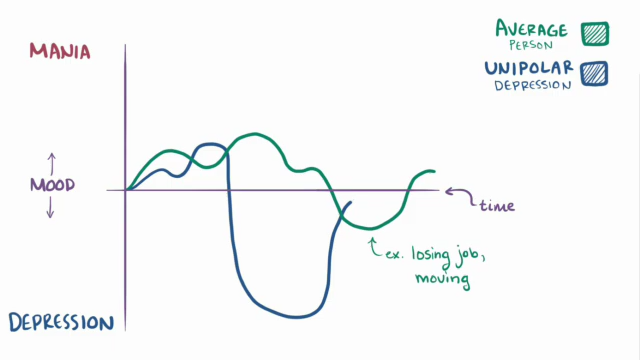 MANIA
AVERAGE
PERSON
UNIPOLAR
DEPRESSION
MOOD
time
ex. losing job,
moving
DEPRESSION